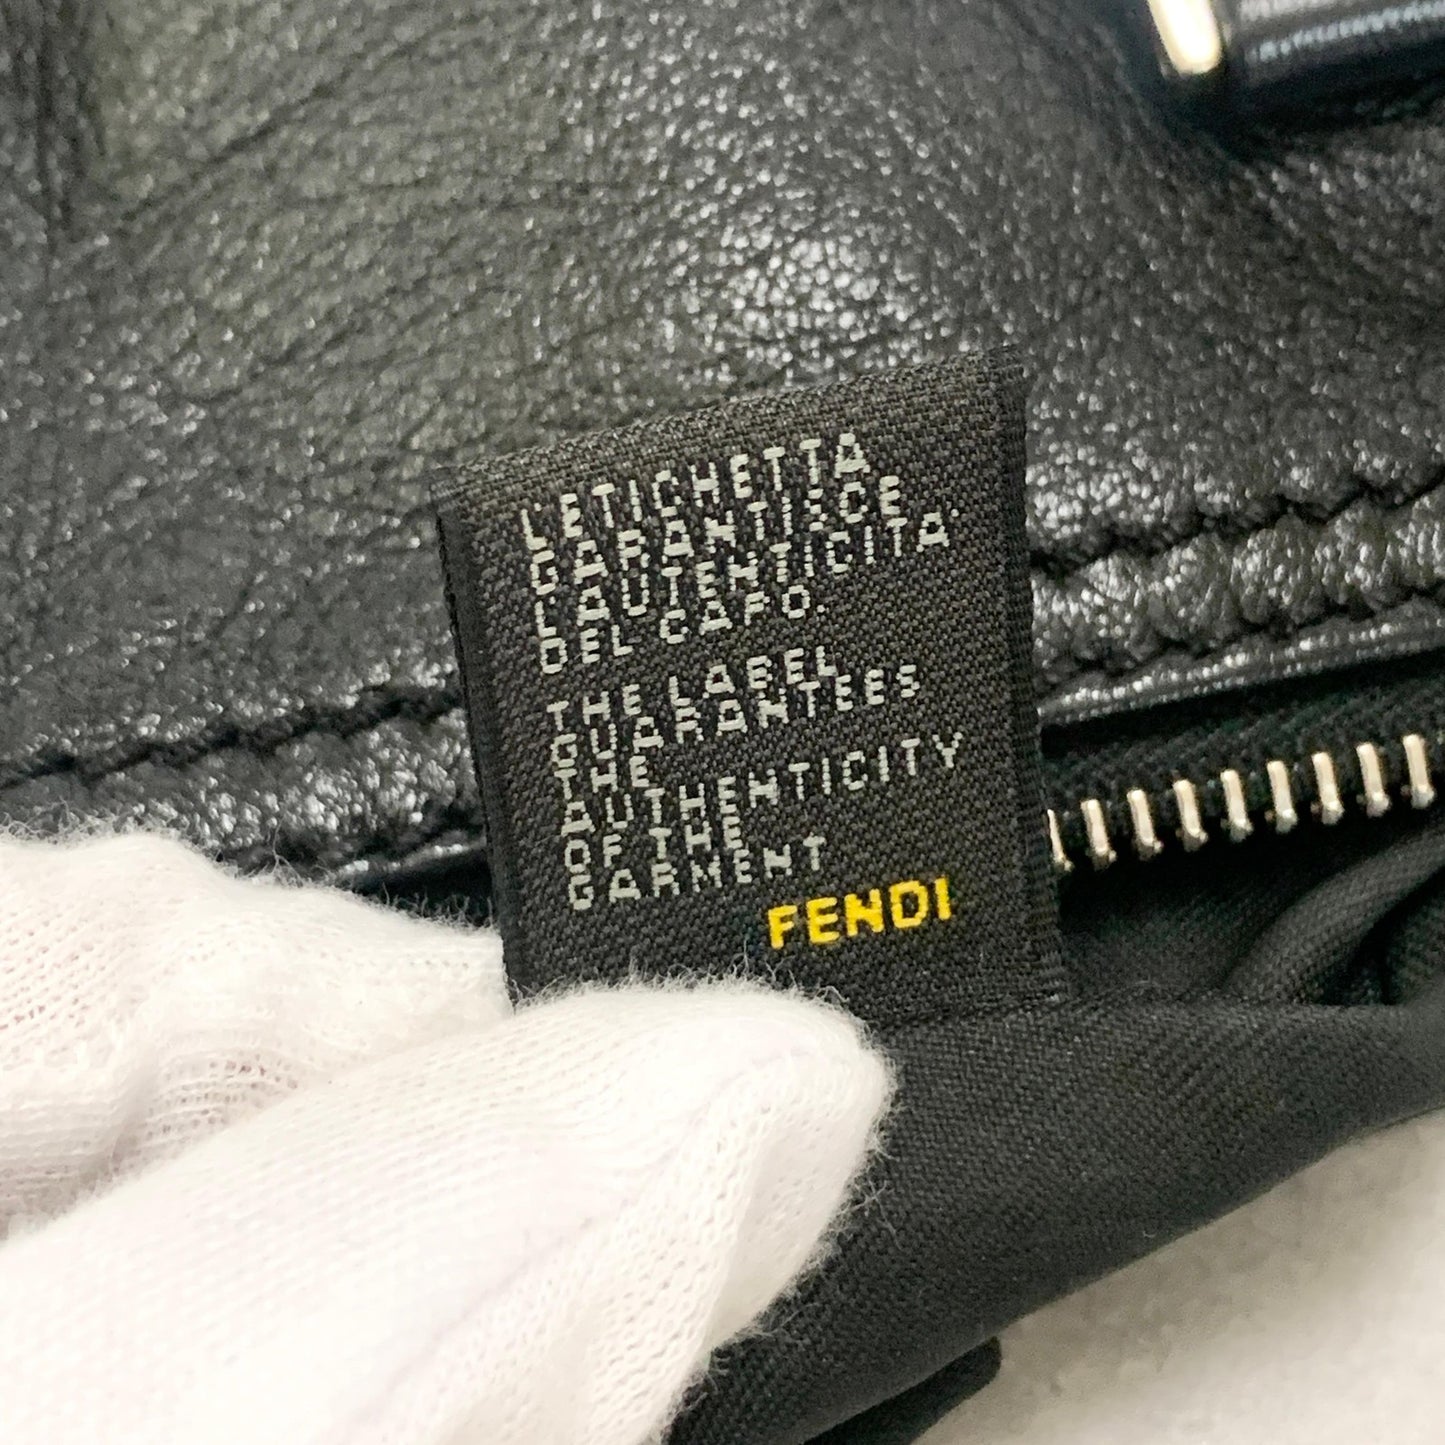 L'ETICHETTA
GARANTISCE
L'AUTENTICITA'
DEL CAPO.
THE LABEL
GUARANTEES
THE
AUTHENTICITY
OF THE
GARMENT
FENDI